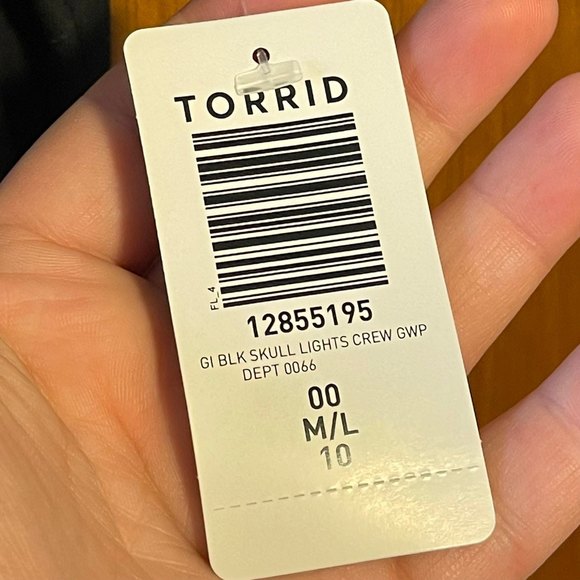 TORRID
FL_4
12855195
GI BLK SKULL LIGHTS CREW GWP
DEPT 0066
00
M/L
10